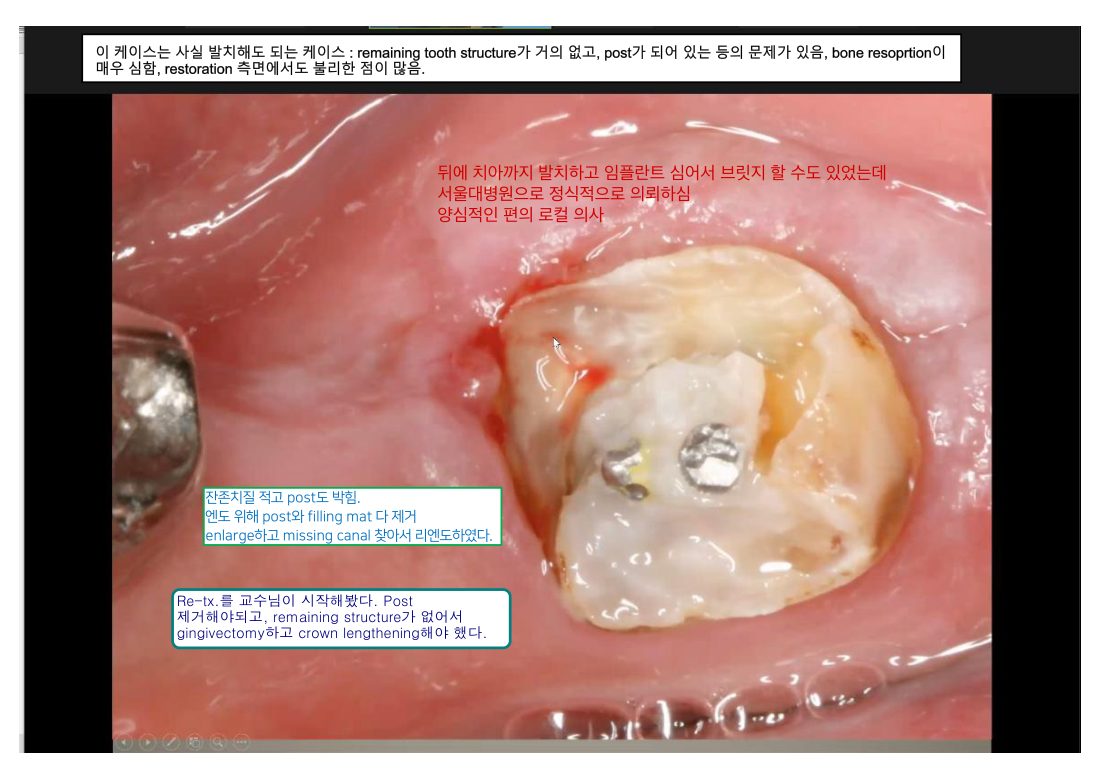 이 케이스는 사실 발치해도 되는 케이스 : remaining tooth structure가 거의 없고, post가 되어 있는 등의 문제가 있음, bone resoprtion이
매우 심함, restoration 측면에서도 불리한 점이 많음.
뒤에 치아까지 발치하고 임플란트 심어서 브릿지 할 수도 있었는데
서울대병원으로 정식적으로 의뢰하심
양심적인 편의 로컬 의사
잔존치질 적고 post도 박힘.
엔도 위해 post와 filling mat 다 제거
enlarge하고 missing canal 찾아서 리엔도하였다.
Re-tx.를 교수님이 시작해봤다. Post
제거해야되고, remaining structure가 없어서
gingivectomy하고 crown lengthening해야 했다.